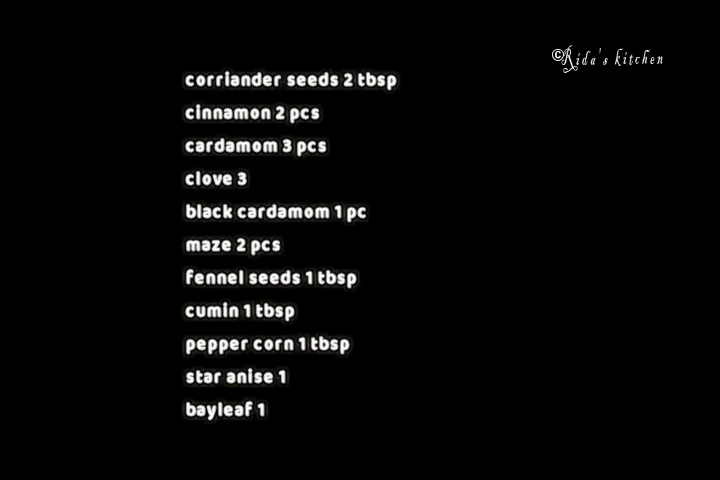 ©Rida's kitchen
corriander seeds 2 tbsp
cinnamon 2 pcs
cardamom 3 pcs
clove 3
black cardamom 1 pc
maze 2 pcs
fennel seeds 1 tbsp
cumin 1 tbsp
pepper corn 1 tbsp
star anise 1
bayleaf 1